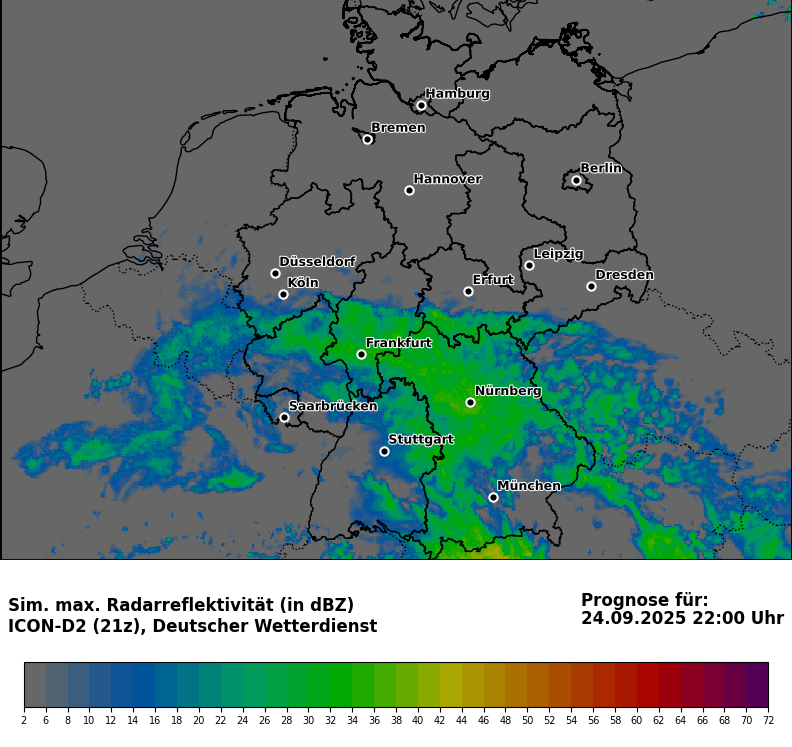 Hamburg
Bremen
Berlin
Hannover
Leipzig
Düsseldorf
Dresden
Köln
Erfurt
Frankfurt
Nürnberg
Saarbrücken
Stuttgart
München
Sim. max. Radarreflektivität (in dBZ)
ICON-D2 (21z), Deutscher Wetterdienst
Prognose für:
24.09.2025 22:00 Uhr
2 6 8 10 12 14 16 18 20 22 24 26 28 30 32 34 36 38 40 42 44 46 48 50 52 54 56 58 60 62 64 66 68 70 72